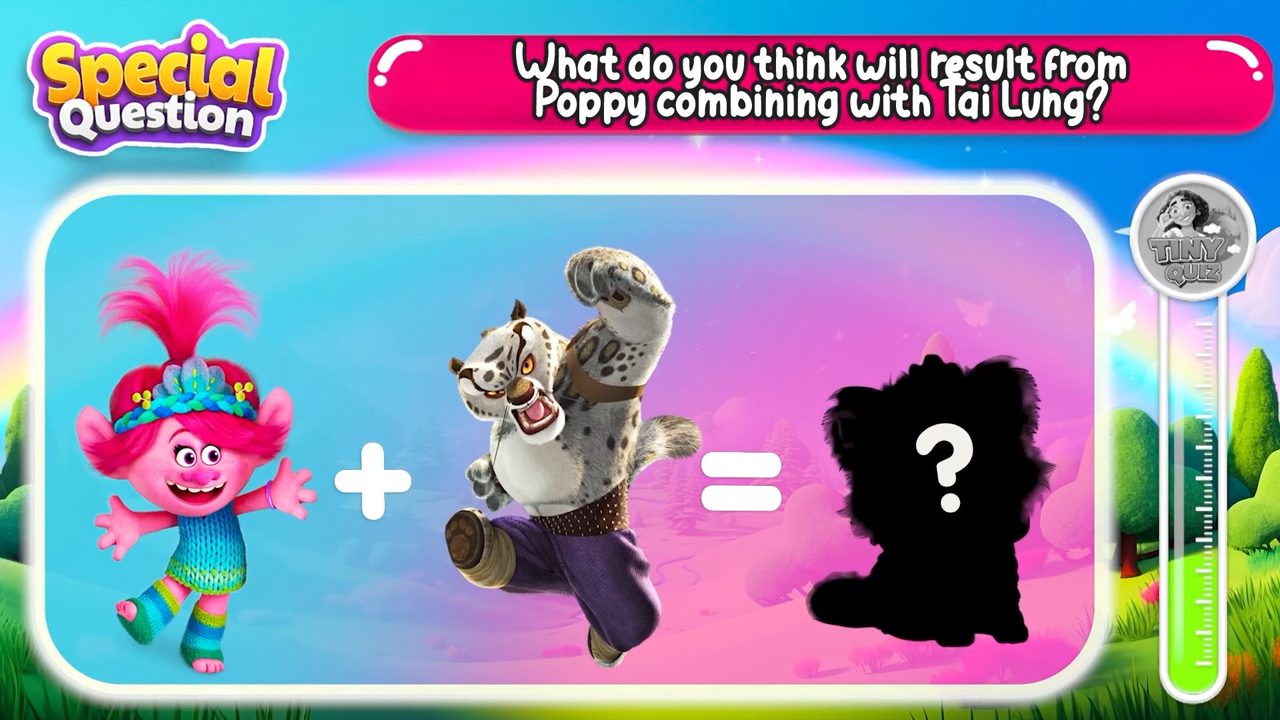 Special
Question
What do you think will result from
Poppy combining with Tai Lung?
TINY
QUIZ
+
=
?